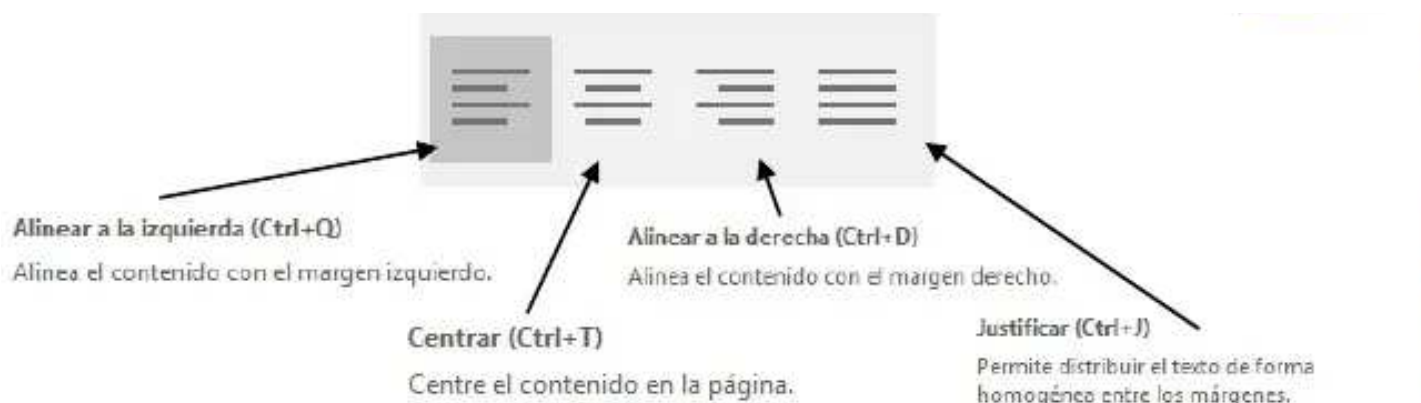 Alinear a la izquierda (Ctrl+Q)
Alinea el contenido con el margen izquierdo.
Centrar (Ctrl+T)
Centre el contenido en la página.
Alinear a la derecha (Ctrl+D)
Alinea el contenido con el margen derecho.
Justificar (Ctrl+J)
Permite distribuir el texto de forma
homogénea entre los márgenes.